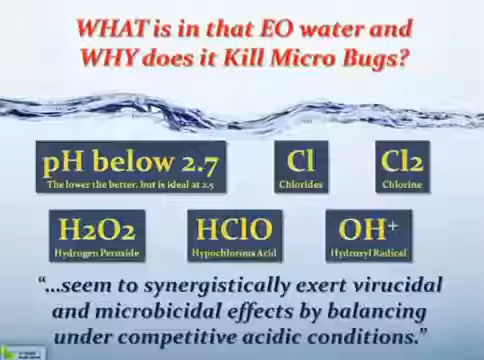 WHAT is in that EO water and
WHY does it Kill Micro Bugs?
pH below 2.7
The lower the better, but is ideal at 2.5
Cl
Chlorides
Cl2
Chlorine
H2O2
Hydrogen Peroxide
HClO
Hypochlorous Acid
OH+
Hydroxyl Radical
“...seem to synergistically exert virucidal
and microbicidal effects by balancing
under competitive acidic conditions.”